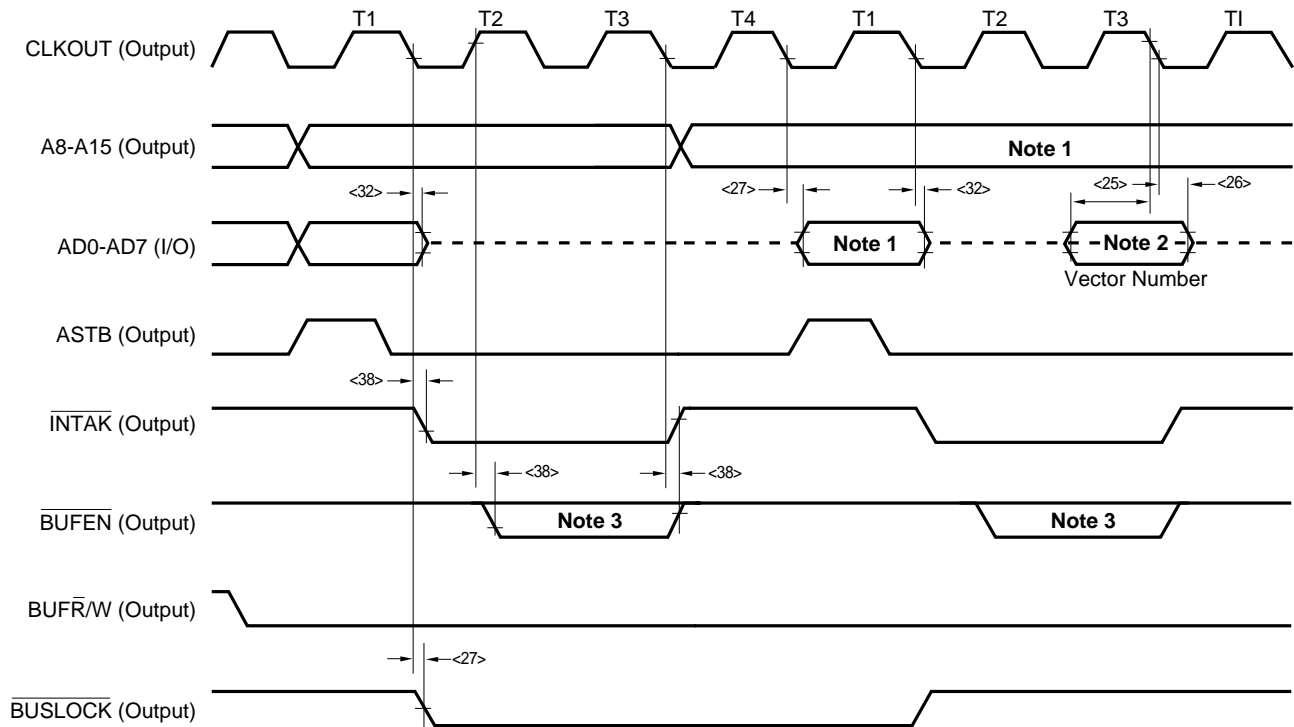 T1 T2 T3 T4 T1 T2 T3 TI
CLKOUT (Output)
A8-A15 (Output)
Note 1
<32> <27> <32> <25> <26>
AD0-AD7 (I/O)
Note 1
Note 2
Vector Number
ASTB (Output)
<38>
INTAK (Output)
<38> <38>
BUFEN (Output)
Note 3
Note 3
BUFR̅/W (Output)
<27>
BUSLOCK (Output)